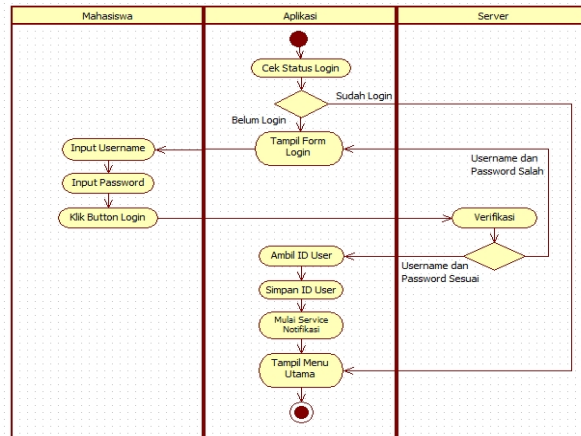 Mahasiswa
Aplikasi
Server
Cek Status Login
Sudah Login
Belum Login
Tampil Form
Login
Input Username
Input Password
Klik Button Login
Username dan
Password Salah
Verifikasi
Username dan
Password Sesuai
Ambil ID User
Simpan ID User
Mulai Service
Notifikasi
Tampil Menu
Utama